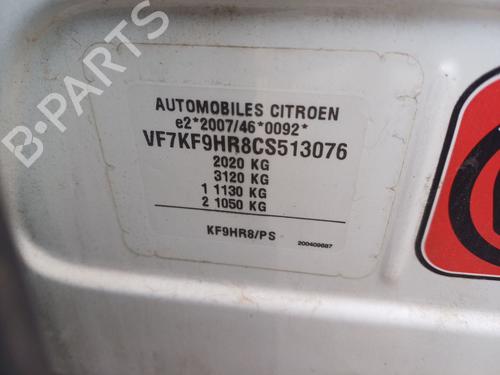 B-PARTS
AUTOMOBILES CITROEN
e2*2007/46*0092*
VF7KF9HR8CS513076
2020 KG
3120 KG
1 1130 KG
2 1050 KG
KF9HR8/PS
200409887